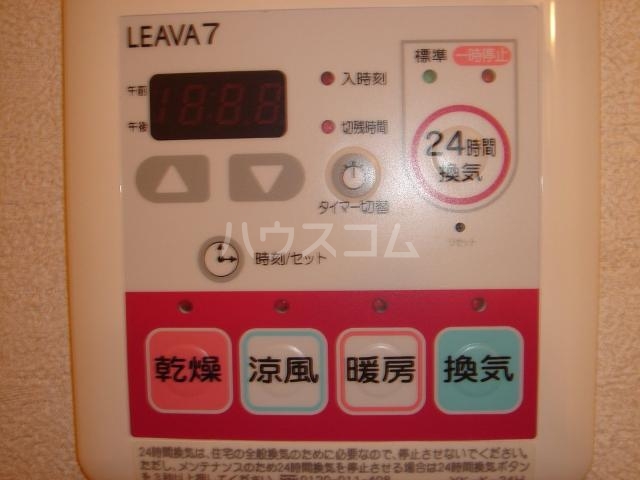 LEAVA 7
午前
午後
18:88
入時刻
切残時間
タイマー切替
標準
一時停止
24時間
換気
リセット
時刻/セット
ハウスコム
乾燥
涼風
暖房
換気
24時間換気は、住宅の全般換気のために必要なので、停止させないでください。
ただし、メンテナンスのため24時間換気を停止させる場合は24時間換気ボタン